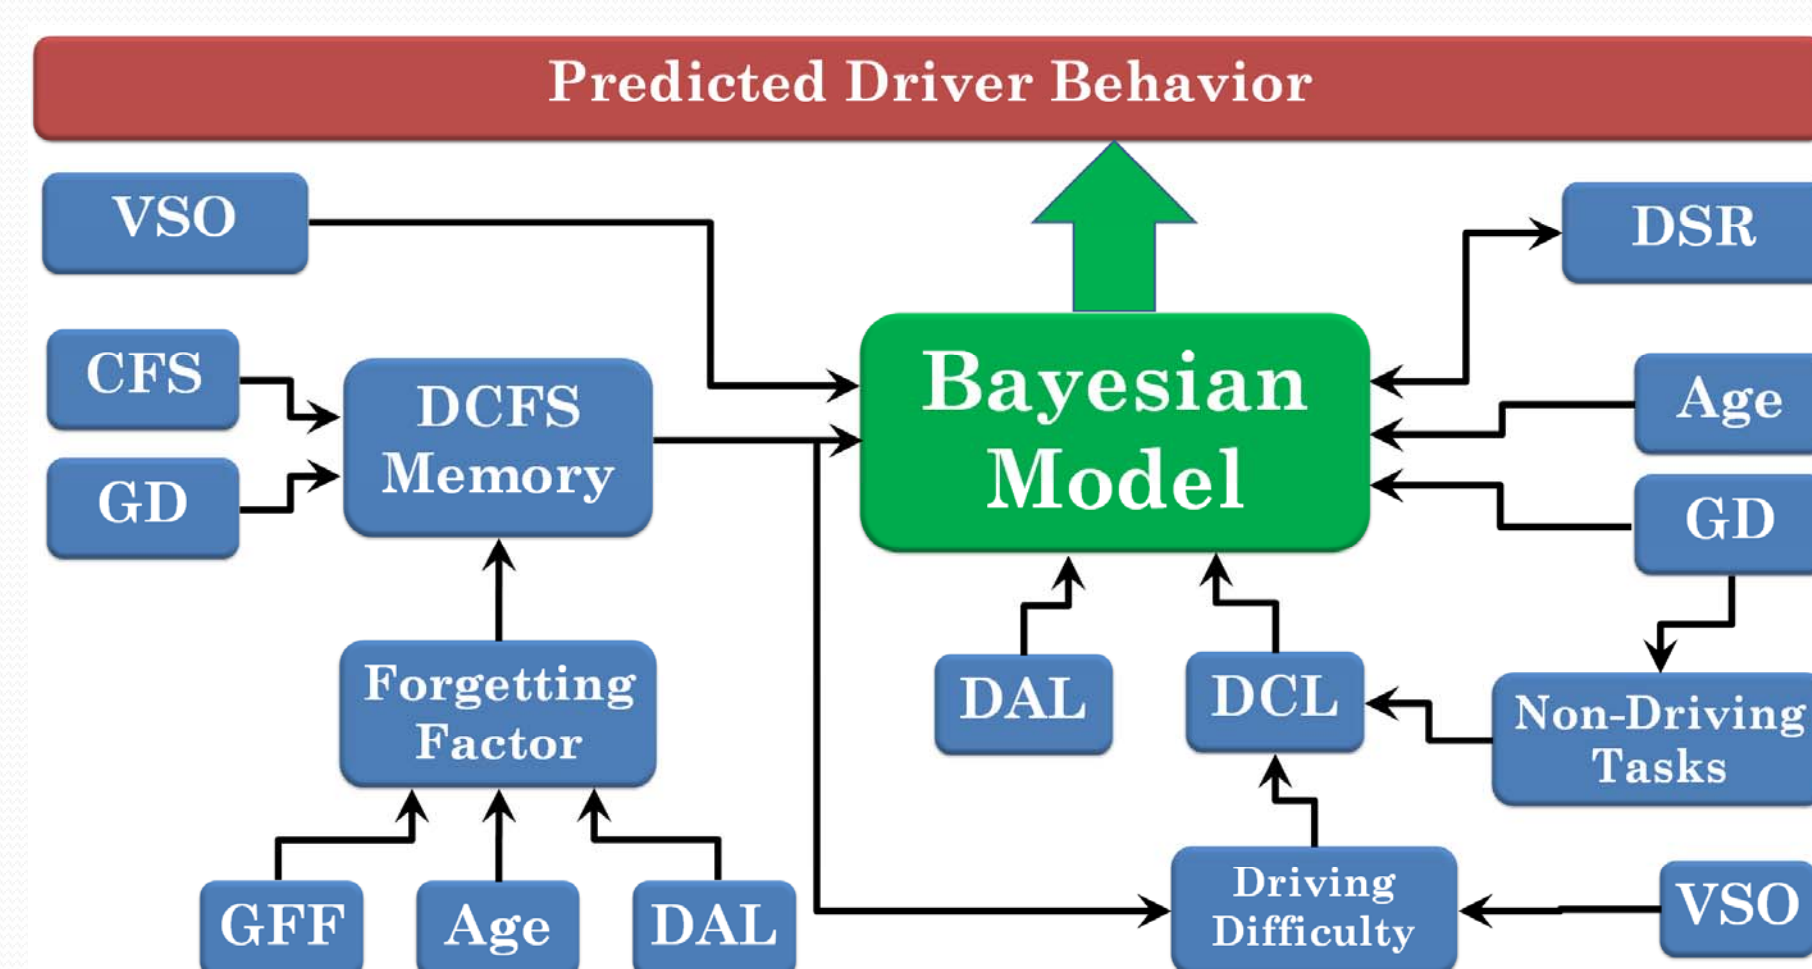 Predicted Driver Behavior
VSO
DSR
CFS
DCFS
Memory
GD
Bayesian
Model
Age
GD
Forgetting
Factor
DAL
DCL
Non-Driving
Tasks
GFF
Age
DAL
Driving
Difficulty
VSO